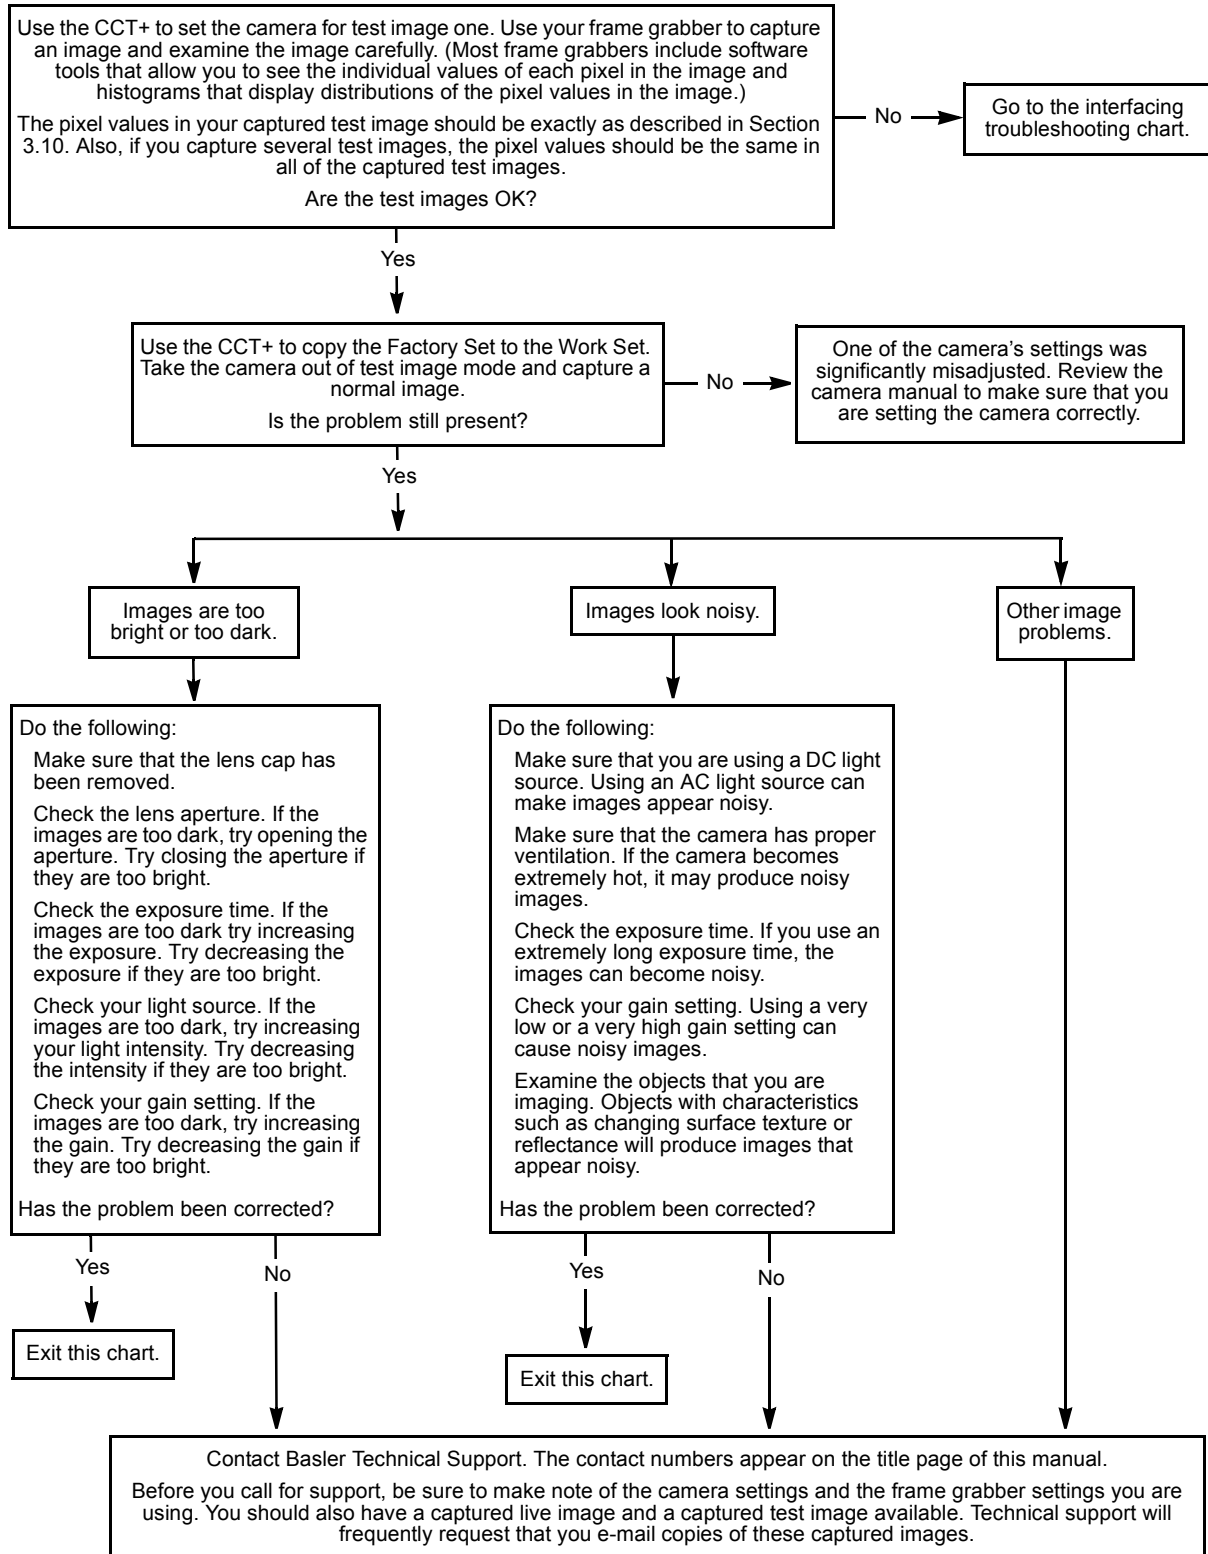 Use the CCT+ to set the camera for test image one. Use your frame grabber to capture
an image and examine the image carefully. (Most frame grabbers include software
tools that allow you to see the individual values of each pixel in the image and
histograms that display distributions of the pixel values in the image.)
The pixel values in your captured test image should be exactly as described in Section
3.10. Also, if you capture several test images, the pixel values should be the same in
all of the captured test images.
Are the test images OK?
No
Go to the interfacing
troubleshooting chart.
Yes
Use the CCT+ to copy the Factory Set to the Work Set.
Take the camera out of test image mode and capture a
normal image.
Is the problem still present?
No
One of the camera's settings was
significantly misadjusted. Review the
camera manual to make sure that you
are setting the camera correctly.
Yes
Images are too
bright or too dark.
Images look noisy.
Other image
problems.
Do the following:
Make sure that the lens cap has
been removed.
Check the lens aperture. If the
images are too dark, try opening the
aperture. Try closing the aperture if
they are too bright.
Check the exposure time. If the
images are too dark try increasing
the exposure. Try decreasing the
exposure if they are too bright.
Check your light source. If the
images are too dark, try increasing
your light intensity. Try decreasing
the intensity if they are too bright.
Check your gain setting. If the
images are too dark, try increasing
the gain. Try decreasing the gain if
they are too bright.
Has the problem been corrected?
Do the following:
Make sure that you are using a DC light
source. Using an AC light source can
make images appear noisy.
Make sure that the camera has proper
ventilation. If the camera becomes
extremely hot, it may produce noisy
images.
Check the exposure time. If you use an
extremely long exposure time, the
images can become noisy.
Check your gain setting. Using a very
low or a very high gain setting can
cause noisy images.
Examine the objects that you are
imaging. Objects with characteristics
such as changing surface texture or
reflectance will produce images that
appear noisy.
Has the problem been corrected?
Yes
No
Yes
No
Exit this chart.
Exit this chart.
Contact Basler Technical Support. The contact numbers appear on the title page of this manual.
Before you call for support, be sure to make note of the camera settings and the frame grabber settings you are
using. You should also have a captured live image and a captured test image available. Technical support will
frequently request that you e-mail copies of these captured images.